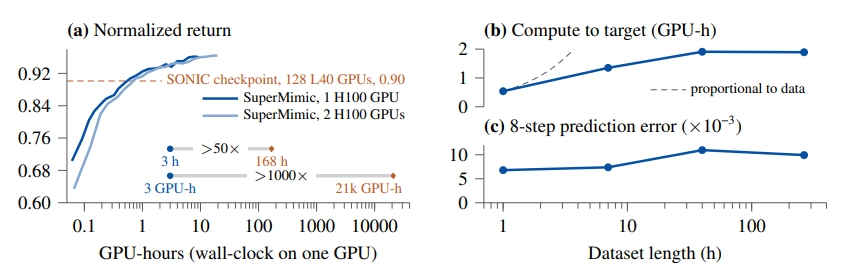 (a) Normalized return
0.92
0.84
0.76
0.68
0.60
SONIC checkpoint, 128 L40 GPUs, 0.90
SuperMimic, 1 H100 GPU
SuperMimic, 2 H100 GPUs
>50×
3 h
168 h
>1000×
3 GPU-h
21k GPU-h
0.1 1 10 100 1000 10000
GPU-hours (wall-clock on one GPU)
(b) Compute to target (GPU-h)
2
1
0
proportional to data
(c) 8-step prediction error (×10⁻³)
10
5
0
1 10 100
Dataset length (h)